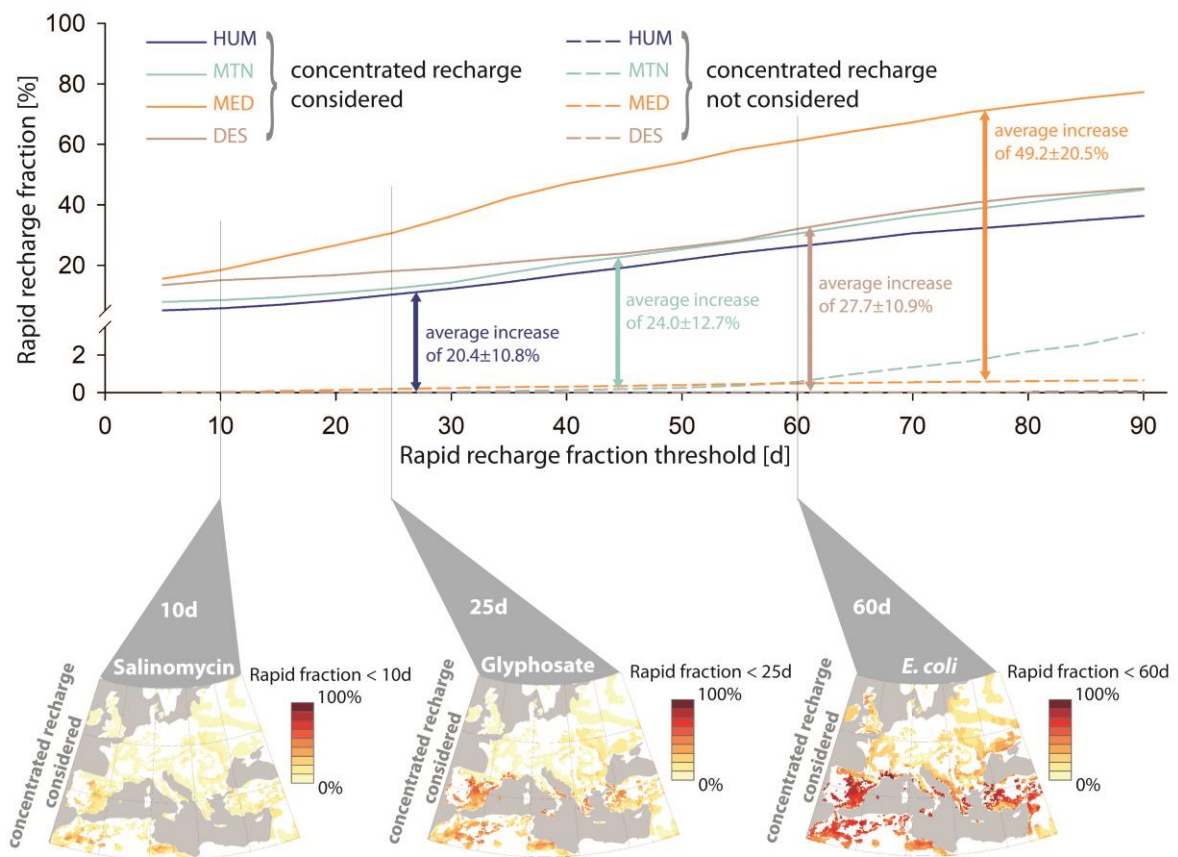 100
80
60
40
20
2
0
Rapid recharge fraction [%]
HUM
MTN
MED
DES
concentrated recharge
considered
HUM
MTN
MED
DES
concentrated recharge
not considered
average increase
of 49.2±20.5%
average increase
of 27.7±10.9%
average increase
of 24.0±12.7%
average increase
of 20.4±10.8%
0 10 20 30 40 50 60 70 80 90
Rapid recharge fraction threshold [d]
10d
Salinomycin
concentrated recharge
considered
Rapid fraction < 10d
100%
0%
25d
Glyphosate
concentrated recharge
considered
Rapid fraction < 25d
100%
0%
60d
E. coli
concentrated recharge
considered
Rapid fraction < 60d
100%
0%